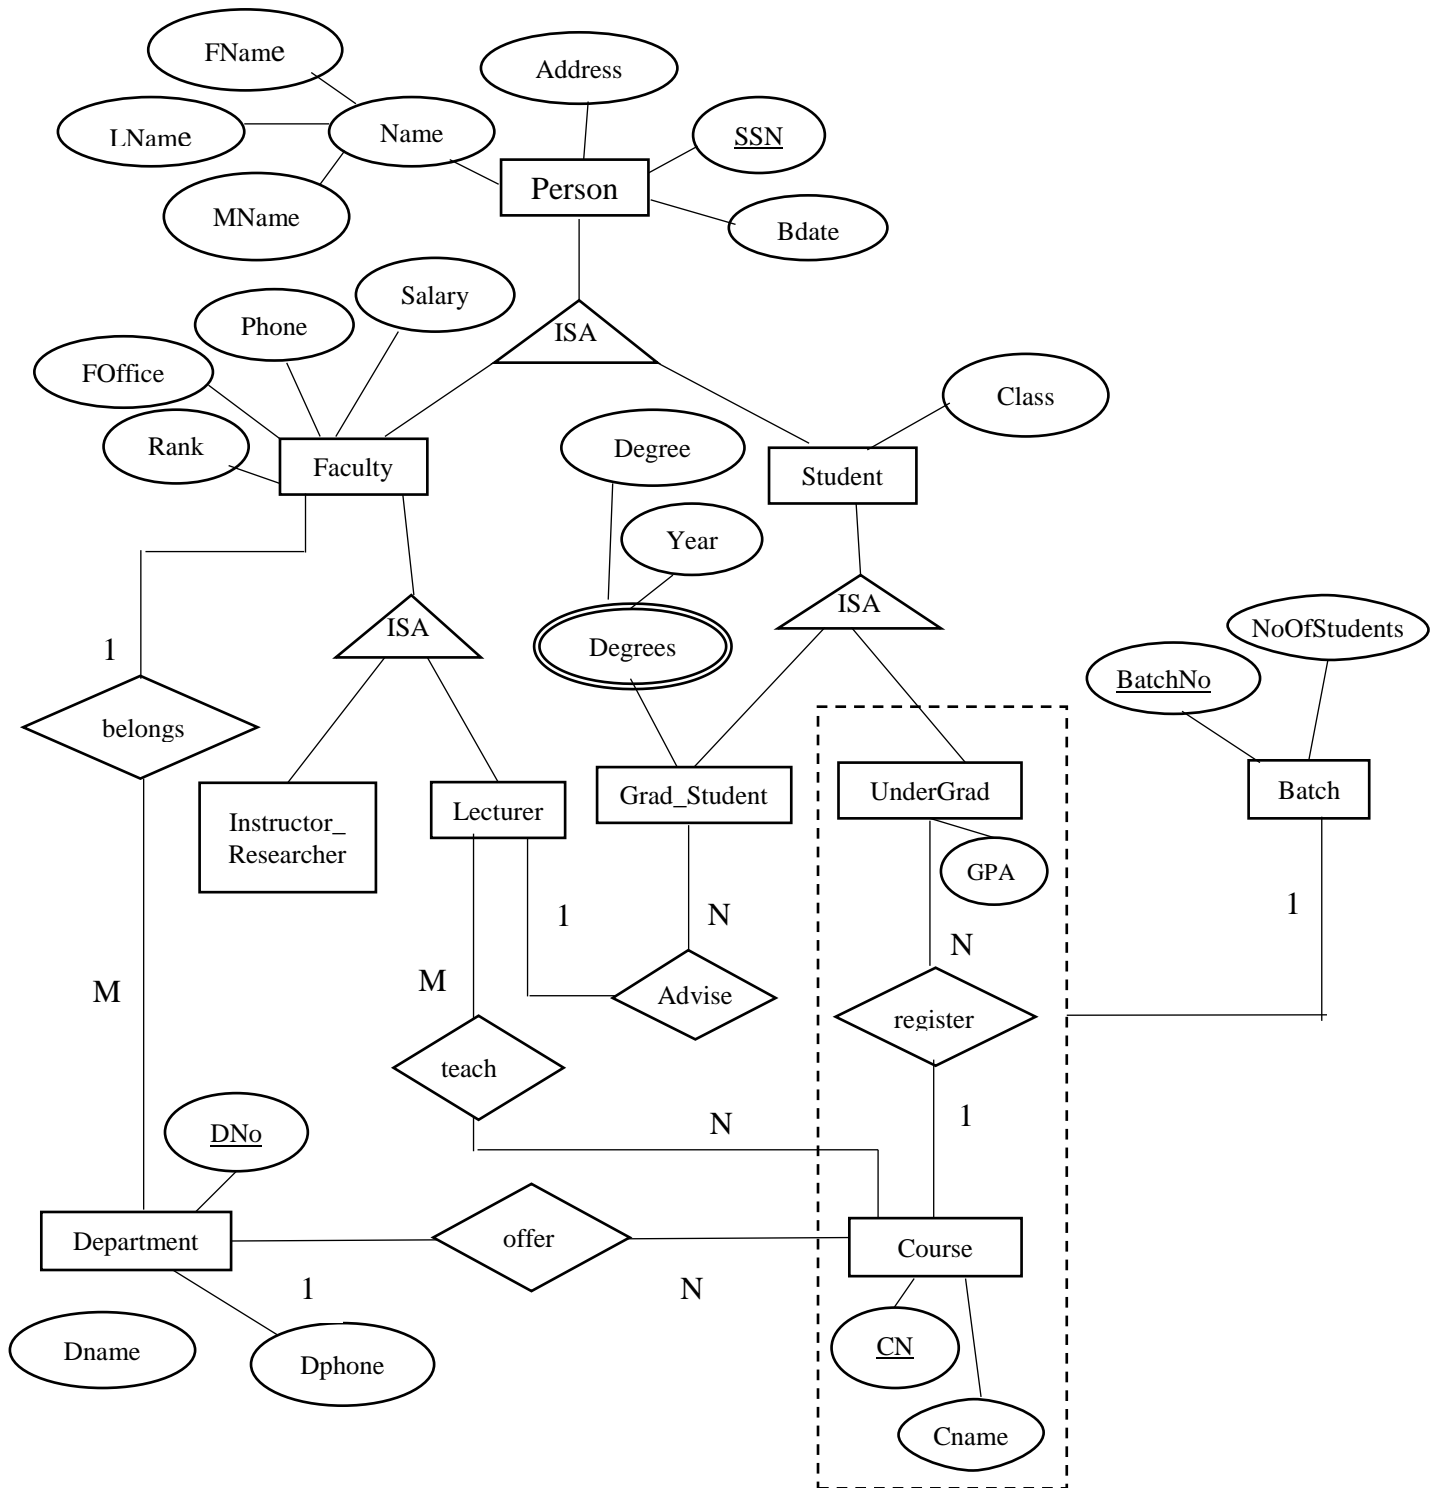 FName
Address
LName
Name
SSN
Person
MName
Bdate
Salary
Phone
ISA
FOffice
Class
Rank
Degree
Faculty
Student
Year
ISA
ISA
NoOfStudents
1
Degrees
BatchNo
belongs
Grad_Student
UnderGrad
Batch
Lecturer
Instructor_
Researcher
GPA
1
N
1
N
M
M
Advise
register
teach
N
1
DNo
Department
offer
Course
1
N
Dname
Dphone
CN
Cname